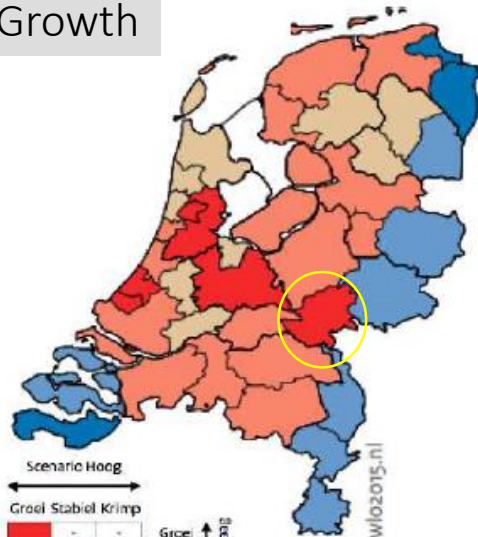 Growth
wlo2015.nl
Scenario Hoog
Groei Stabiel Krimp
- -
Groei